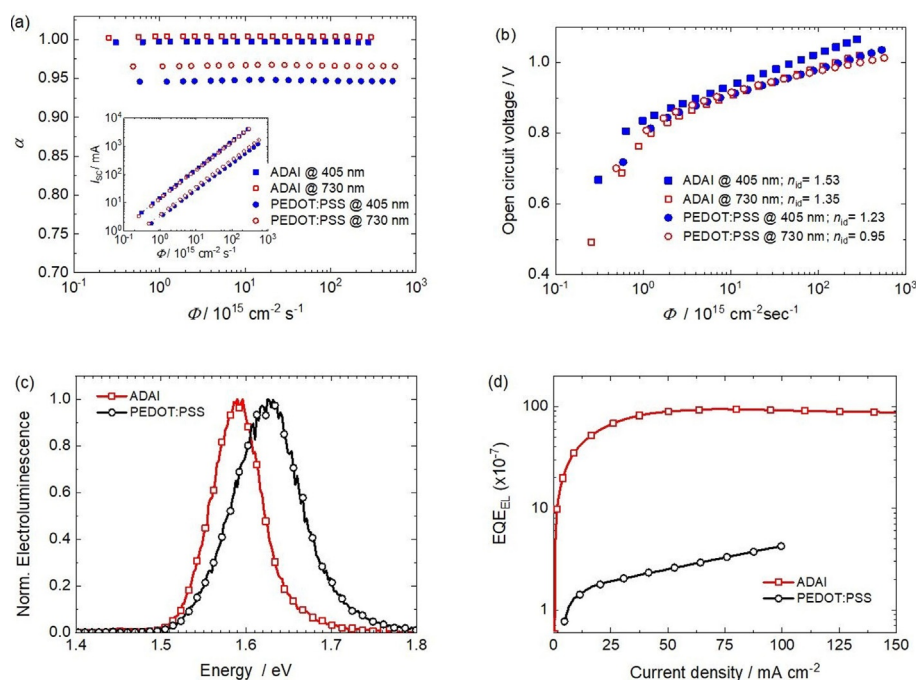 (a)
1.00
0.95
0.90
0.85
0.80
0.75
0.70
α
10⁻¹ 10⁰ 10¹ 10² 10³
Φ / 10¹⁵ cm⁻² s⁻¹
I_SC / mA
10⁴
10³
10²
10¹
10⁰
10⁻¹ 10⁰ 10¹ 10² 10³
Φ / 10¹⁵ cm⁻² s⁻¹
ADAI @ 405 nm
ADAI @ 730 nm
PEDOT:PSS @ 405 nm
PEDOT:PSS @ 730 nm
(b)
Open circuit voltage / V
1.0
0.8
0.6
0.4
10⁻¹ 10⁰ 10¹ 10² 10³
Φ / 10¹⁵ cm⁻²sec⁻¹
ADAI @ 405 nm; n_id= 1.53
ADAI @ 730 nm; n_id= 1.35
PEDOT:PSS @ 405 nm; n_id= 1.23
PEDOT:PSS @ 730 nm; n_id= 0.95
(c)
Norm. Electroluminescence
1.0
0.8
0.6
0.4
0.2
0.0
1.4 1.5 1.6 1.7 1.8
Energy / eV
ADAI
PEDOT:PSS
(d)
EQE_EL (x10⁻⁷)
100
10
1
0 25 50 75 100 125 150
Current density / mA cm⁻²
ADAI
PEDOT:PSS